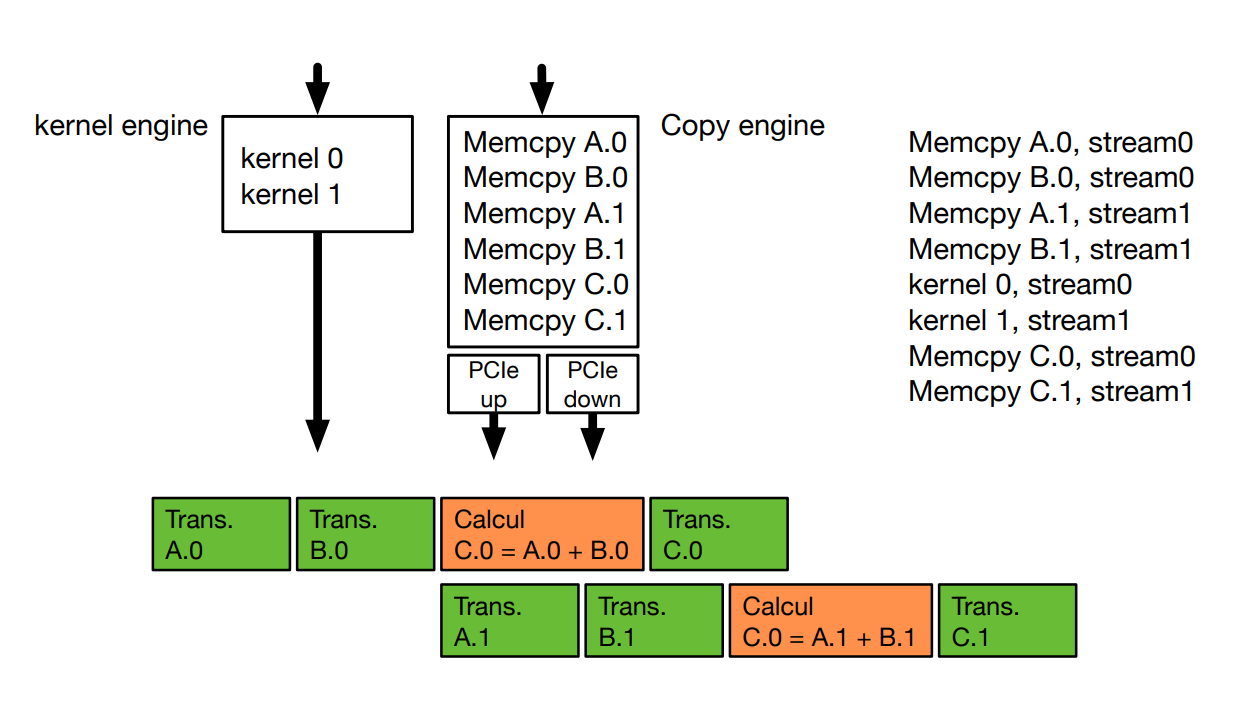 kernel engine
kernel 0
kernel 1
Memcpy A.0
Memcpy B.0
Memcpy A.1
Memcpy B.1
Memcpy C.0
Memcpy C.1
PCIe
up
PCIe
down
Copy engine
Memcpy A.0, stream0
Memcpy B.0, stream0
Memcpy A.1, stream1
Memcpy B.1, stream1
kernel 0, stream0
kernel 1, stream1
Memcpy C.0, stream0
Memcpy C.1, stream1
Trans.
A.0
Trans.
B.0
Calcul
C.0 = A.0 + B.0
Trans.
C.0
Trans.
A.1
Trans.
B.1
Calcul
C.0 = A.1 + B.1
Trans.
C.1